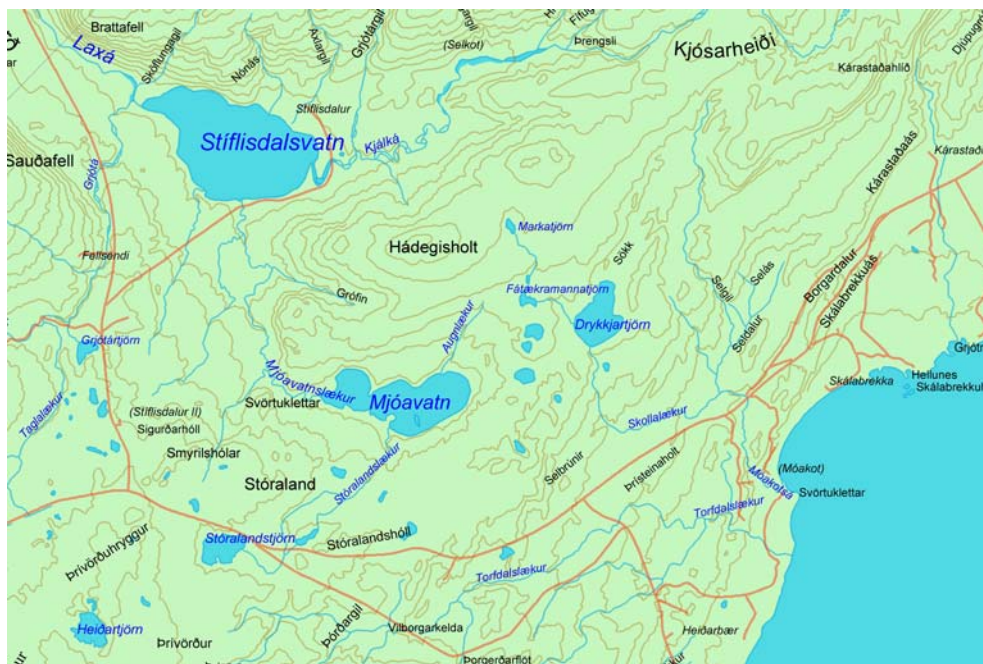 Brattafell
Laxá
Sköflungagil
Nónás
Axlargil
Grjótárgil
(Selkot)
Þrengsli
Kjósarheiði
Kárastaðahlíð
Stíflisdalur
Stíflisdalsvatn
Kjálká
Sauðafell
Grjótá
Kárastaðaás
Markatjörn
Hádegisholt
Sökk
Fellsendi
Selás
Selgil
Borgardalur
Skálabrekkuás
Grófin
Fátækramannatjörn
Drykkjartjörn
Augnlækur
Seldalur
Grjótártjörn
Mjóavatnslækur
Skálabrekka
Hellunes
Svörtuklettar
Mjóavatn
Taglalækur
(Stíflisdalur II)
Sigurðarhóll
Skollalækur
Smyrilshólar
Selbrúnir
Þrísteinaholt
(Móakot)
Móakotsá
Stóraland
Stóralandslækur
Svörtuklettar
Torfdalslækur
Stóralandstjörn
Stóralandshóll
Þrívörðuhryggur
Torfdalslækur
Heiðartjörn
Þrívörður
Þórðargil
Vilborgarkelda
Heiðarbær
Þorgerðarflöt